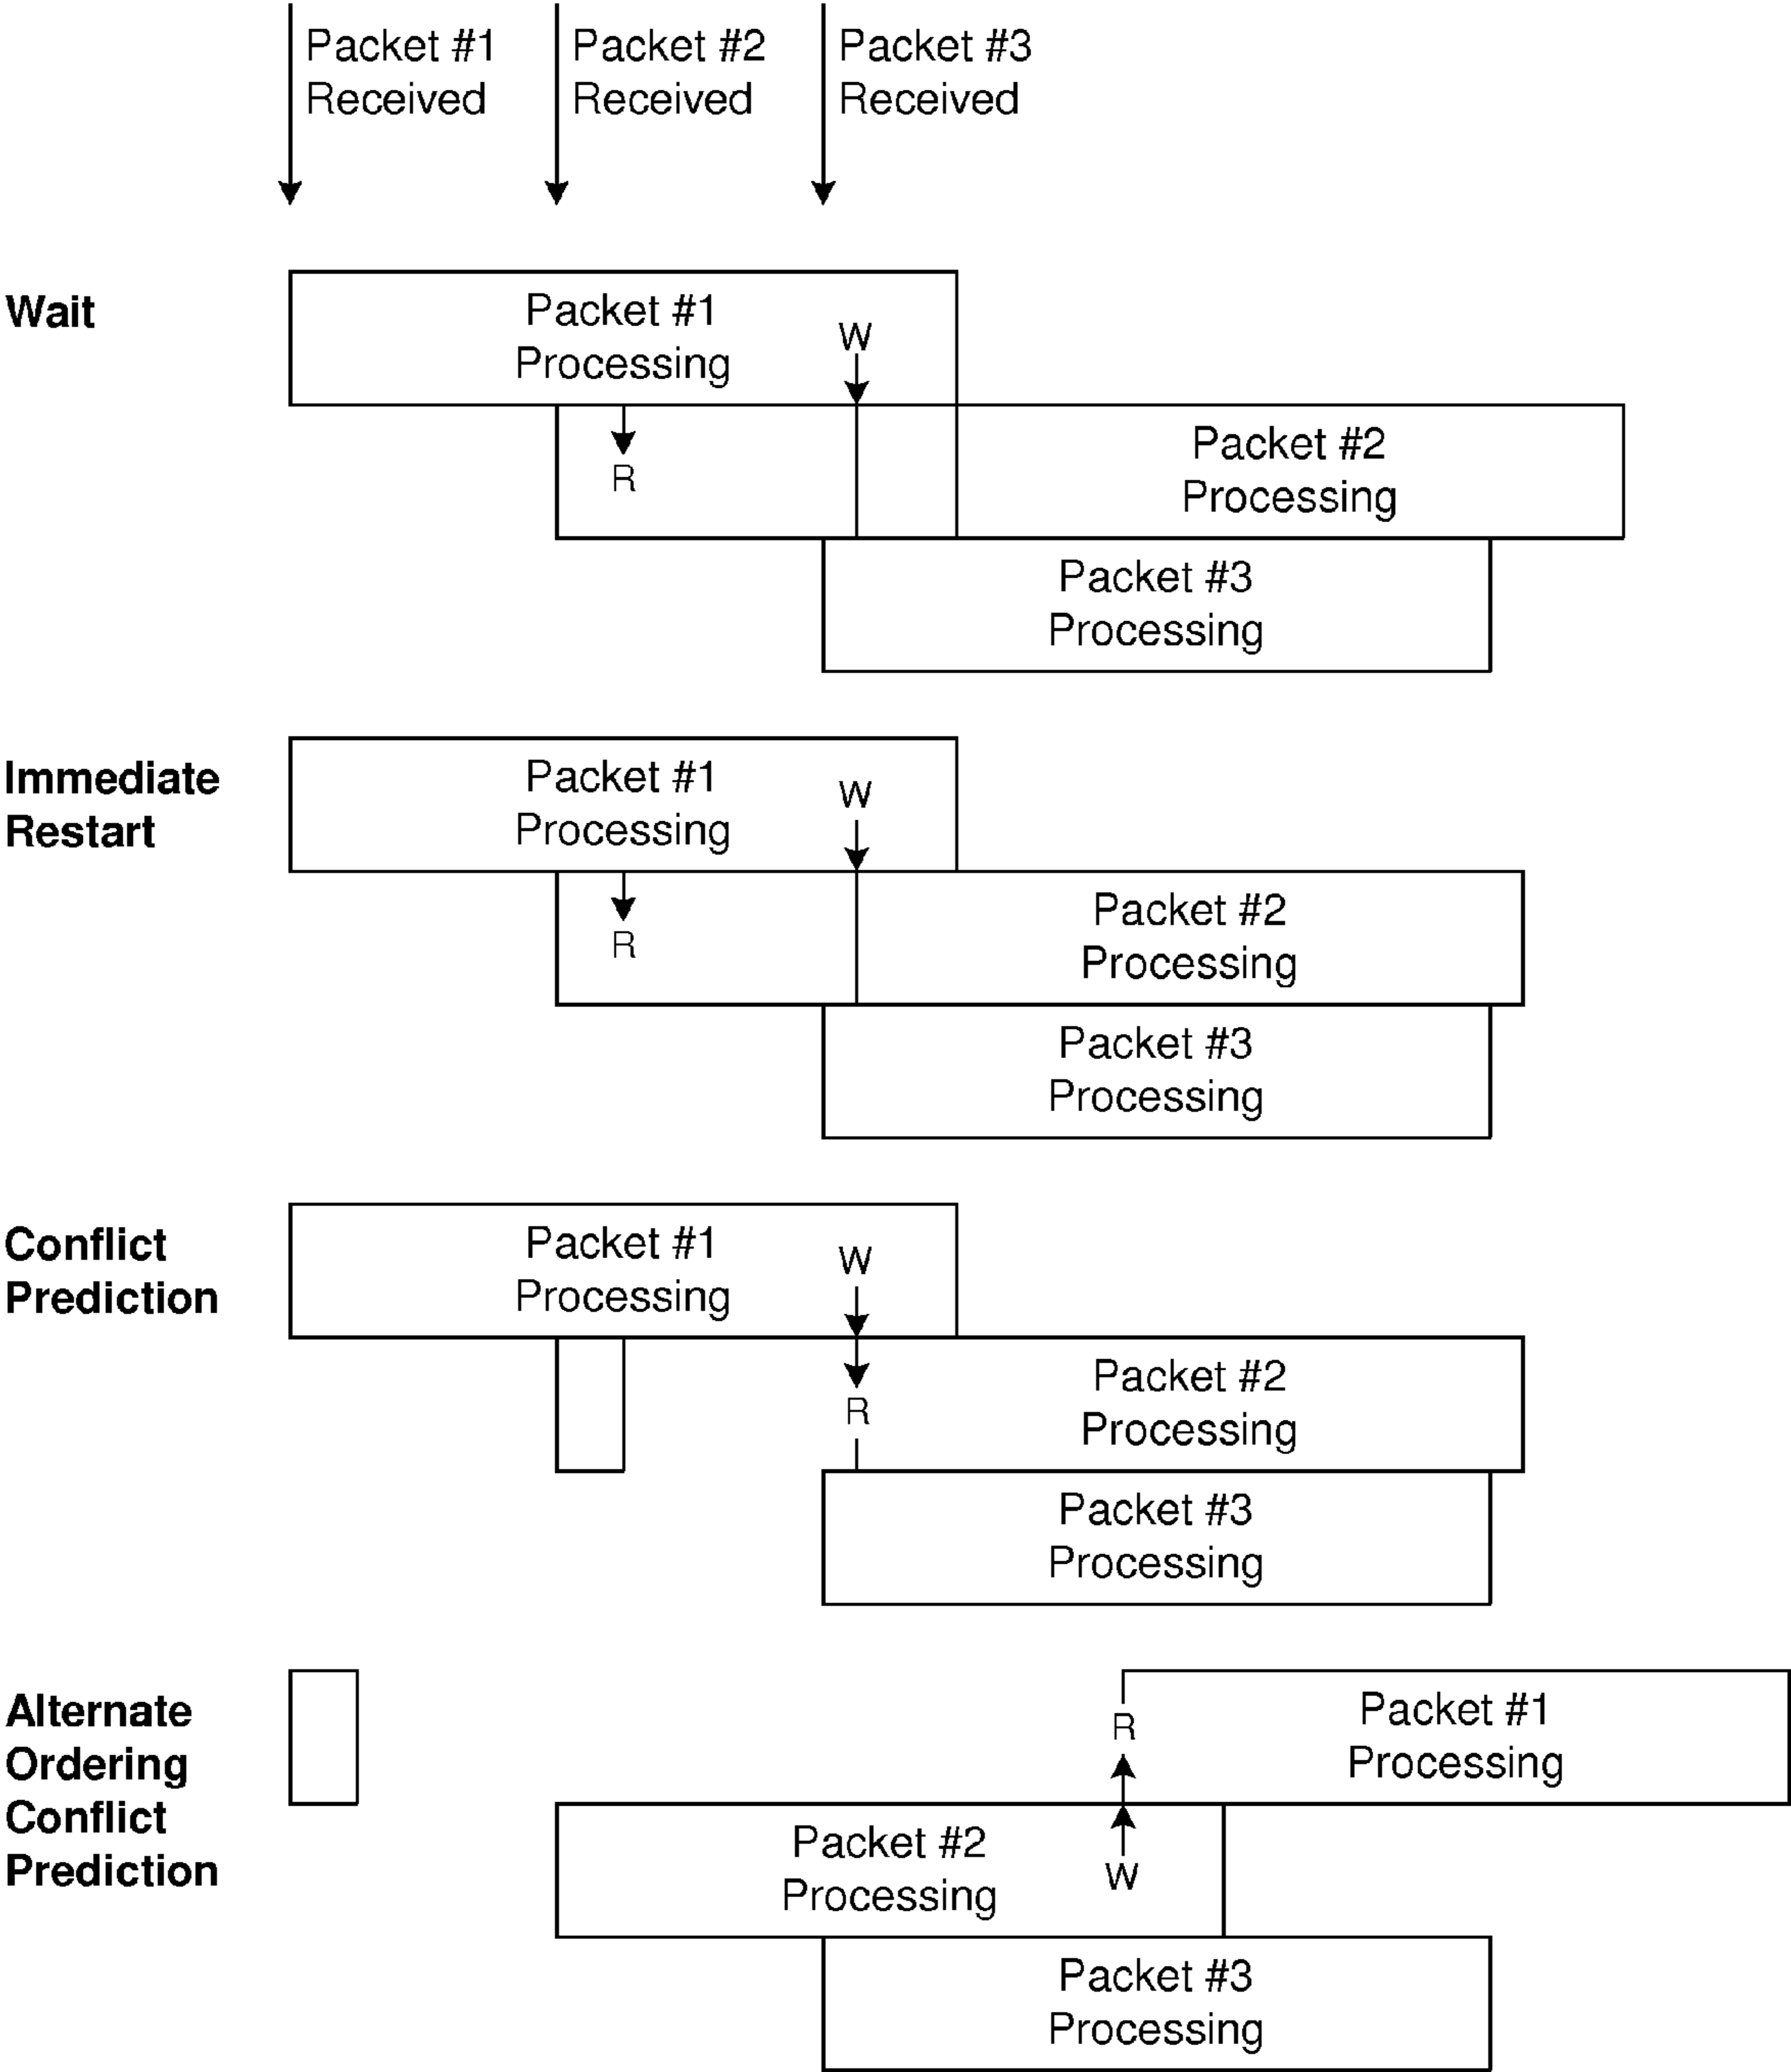 Packet #1
Received
Packet #2
Received
Packet #3
Received
Wait
Packet #1
Processing
W
R
Packet #2
Processing
Packet #3
Processing
Immediate
Restart
Packet #1
Processing
W
R
Packet #2
Processing
Packet #3
Processing
Conflict
Prediction
Packet #1
Processing
W
R
Packet #2
Processing
Packet #3
Processing
Alternate
Ordering
Conflict
Prediction
R
Packet #1
Processing
Packet #2
Processing
W
Packet #3
Processing